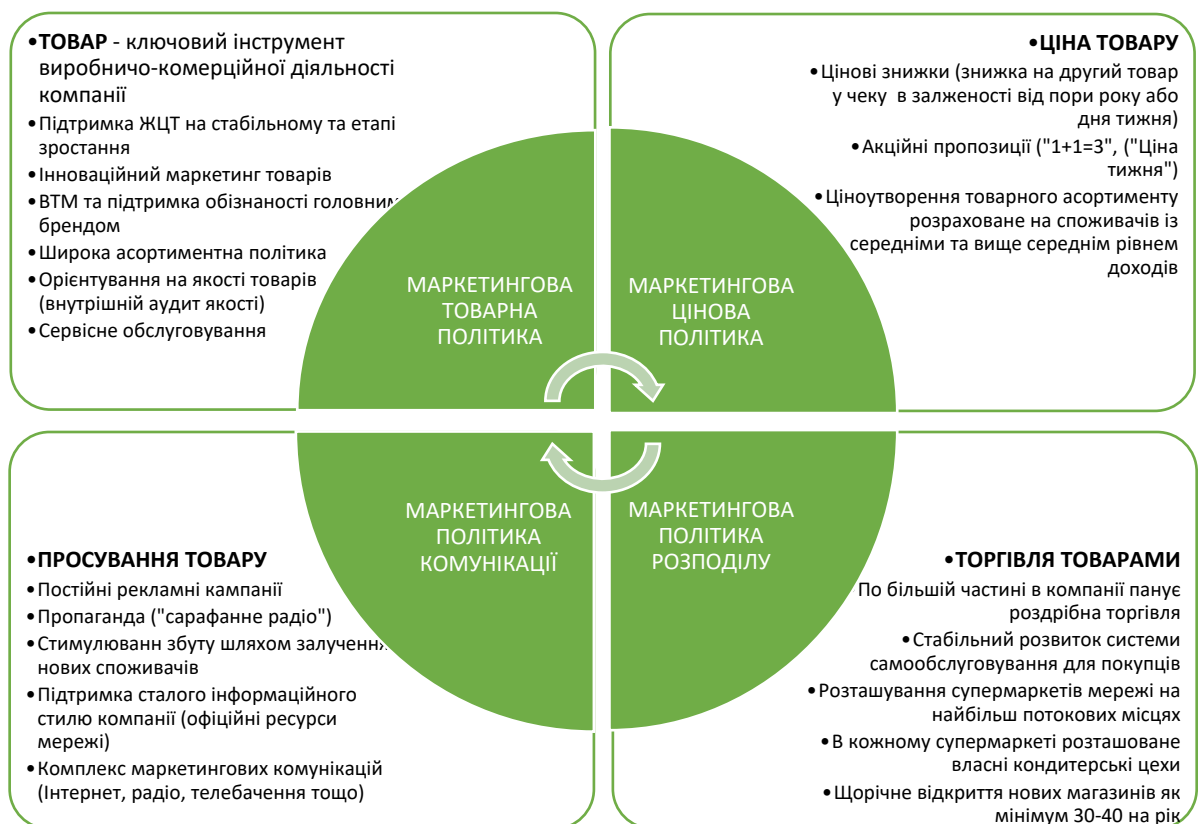 •ТОВАР - ключовий інструмент
виробничо-комерційної діяльності
компанії
•Підтримка ЖЦТ на стабільному та етапі
зростання
•Інноваційний маркетинг товарів
•ВТМ та підтримка обізнаності головним
брендом
•Широка асортиментна політика
•Орієнтування на якості товарів
(внутрішній аудит якості)
•Сервісне обслуговування
•ЦІНА ТОВАРУ
•Цінові знижки (знижка на другий товар
у чеку в залженості від пори року або
дня тижня)
•Акційні пропозиції ("1+1=3", ("Ціна
тижня")
•Ціноутворення товарного асортименту
розраховане на споживачів із
середніми та вище середнім рівнем
доходів
МАРКЕТИНГОВА
ТОВАРНА
ПОЛІТИКА
МАРКЕТИНГОВА
ЦІНОВА
ПОЛІТИКА
МАРКЕТИНГОВА
ПОЛІТИКА
КОМУНІКАЦІЇ
МАРКЕТИНГОВА
ПОЛІТИКА
РОЗПОДІЛУ
•ПРОСУВАННЯ ТОВАРУ
•Постійні рекламні кампанії
•Пропаганда ("сарафанне радіо")
•Стимулюванн збуту шляхом залучення
нових споживачів
•Підтримка сталого інформаційного
стилю компанії (офіційні ресурси
мережі)
•Комплекс маркетингових комунікацій
(Інтернет, радіо, телебачення тощо)
•ТОРГІВЛЯ ТОВАРАМИ
По більшій частині в компанії панує
роздрібна торгівля
•Стабільний розвиток системи
самообслуговування для покупців
•Розташування супермаркетів мережі на
найбільш потокових місцях
•В кожному супермаркеті розташоване
власні кондитерські цехи
•Щорічне відкриття нових магазинів як
мінімум 30-40 на рік